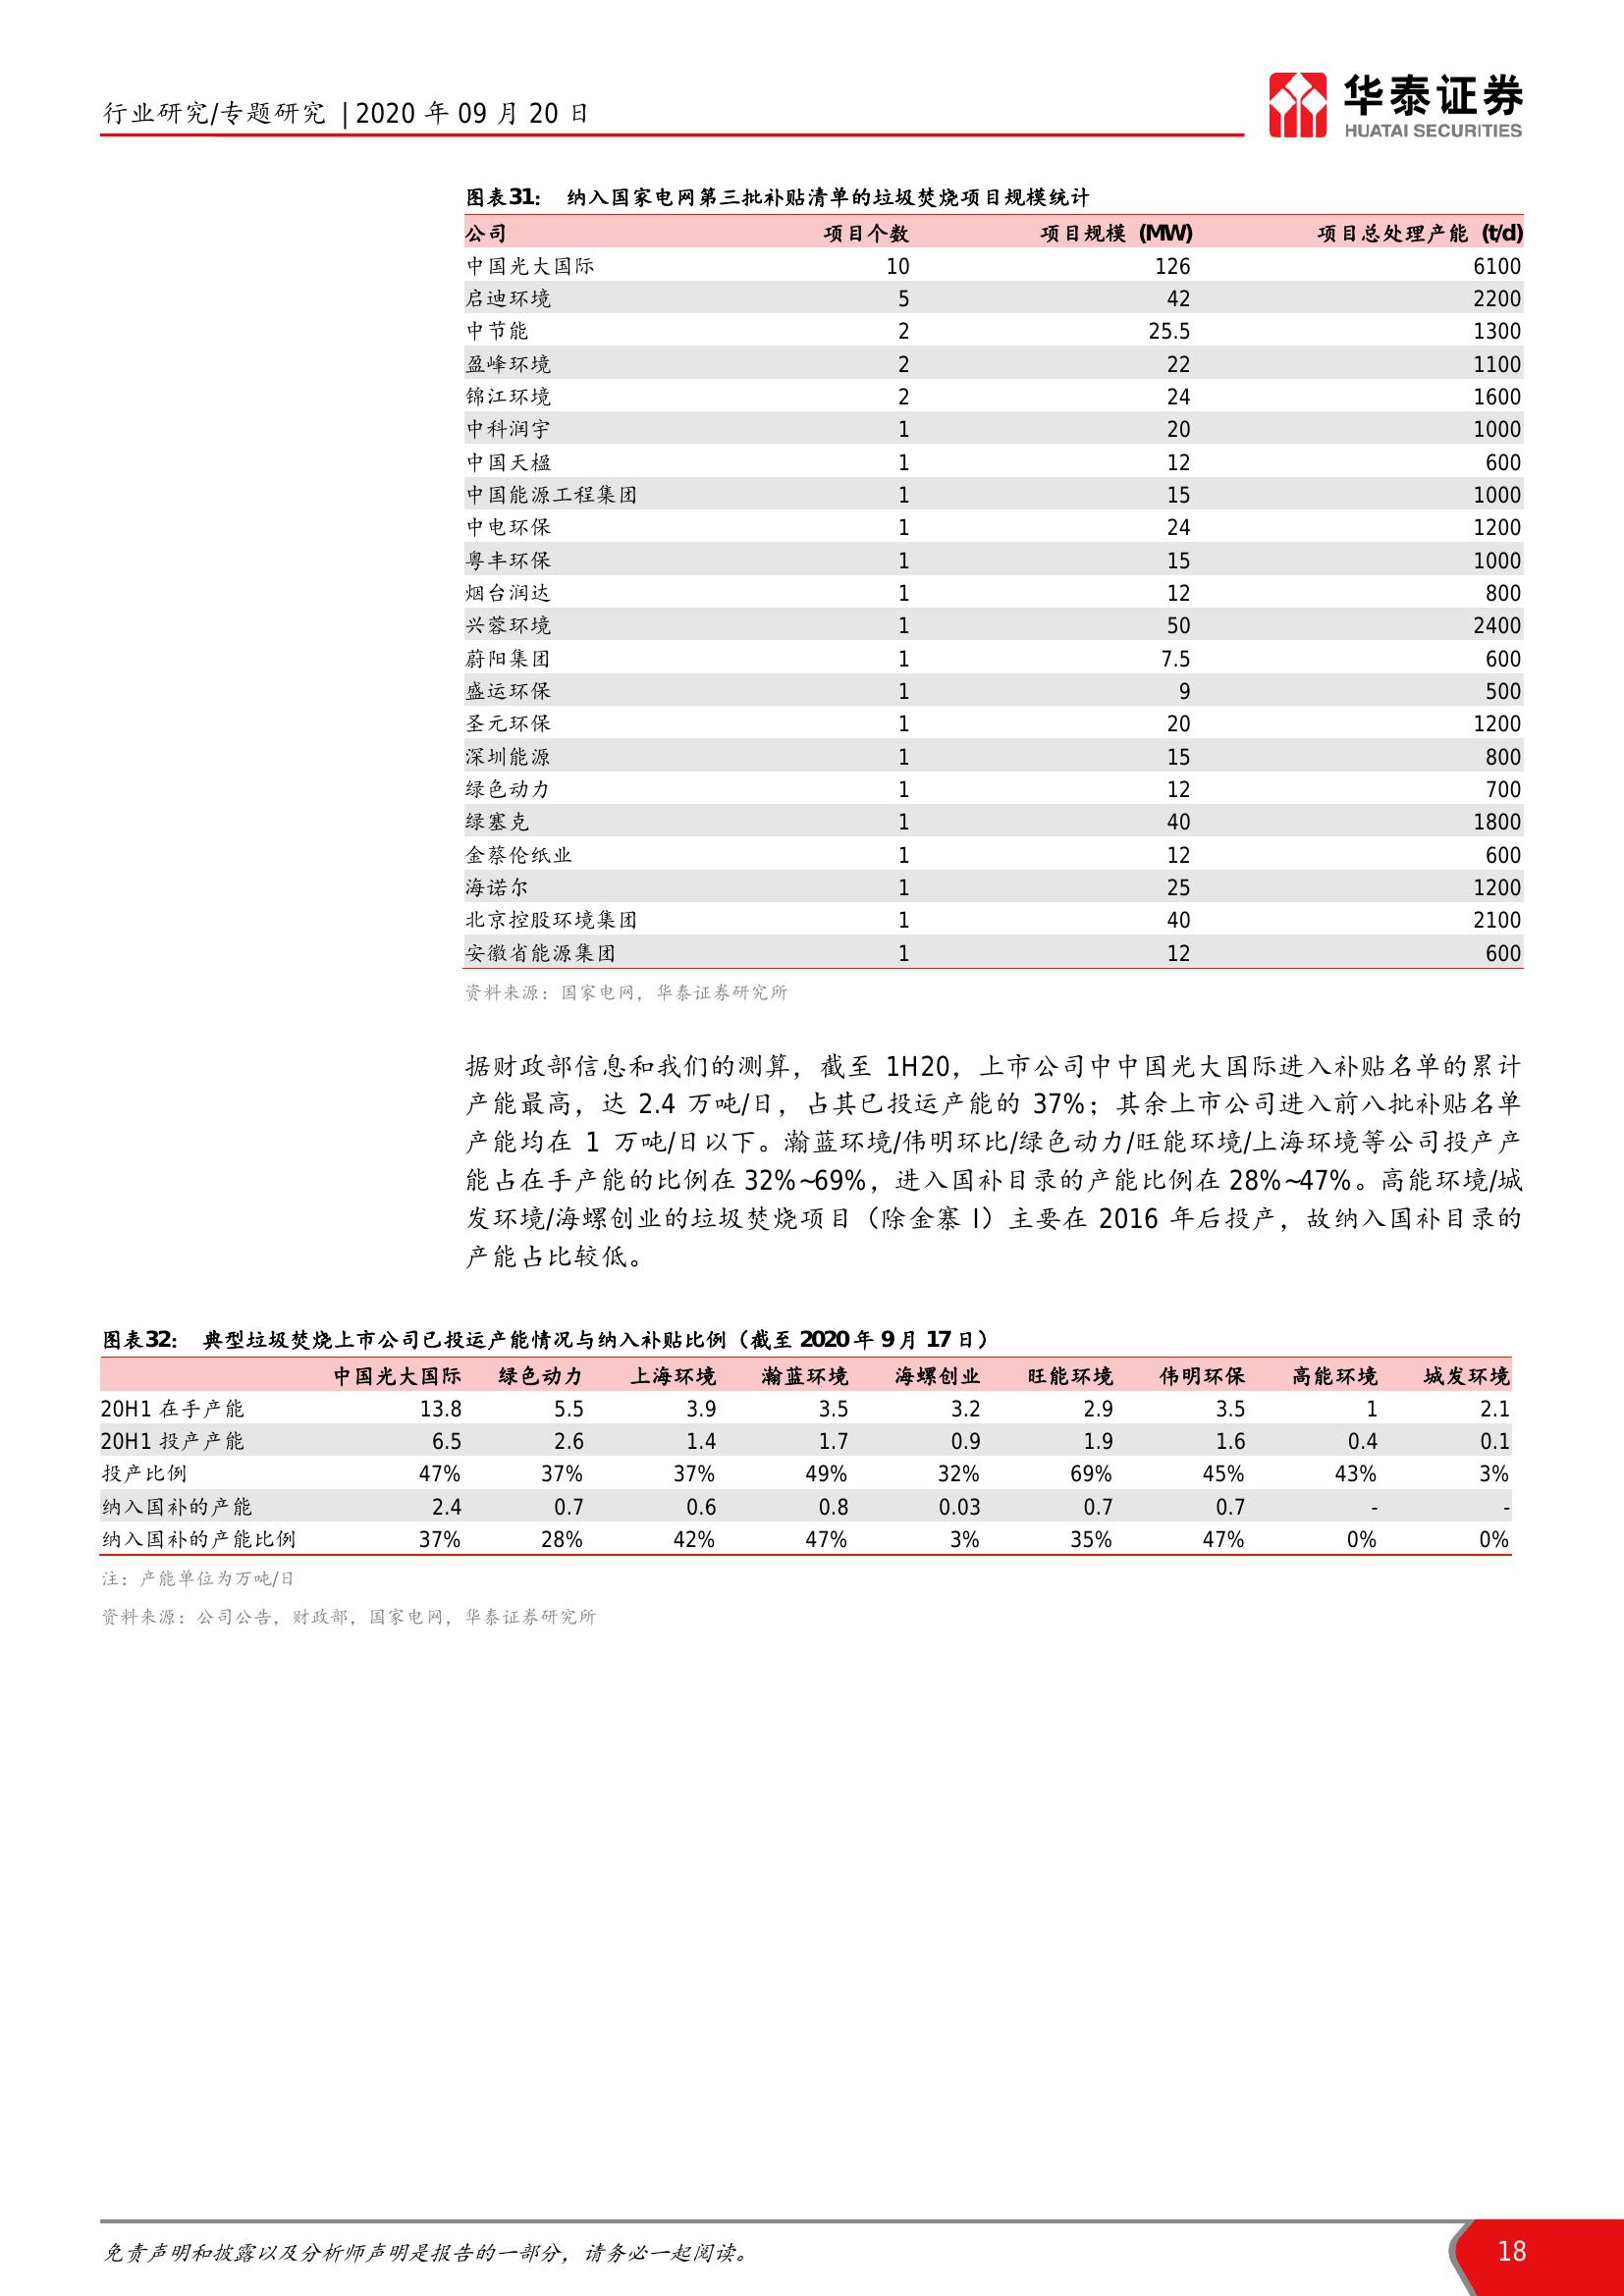 行业研究/专题研究 | 2020 年 09 月 20 日
华泰证券
HUATAI SECURITIES
图表31： 纳入国家电网第三批补贴清单的垃圾焚烧项目规模统计
公司 项目个数 项目规模 (MW) 项目总处理产能 (t/d)
中国光大国际 10 126 6100
启迪环境 5 42 2200
中节能 2 25.5 1300
盈峰环境 2 22 1100
锦江环境 2 24 1600
中科润宇 1 20 1000
中国天楹 1 12 600
中国能源工程集团 1 15 1000
中电环保 1 24 1200
粤丰环保 1 15 1000
烟台润达 1 12 800
兴蓉环境 1 50 2400
蔚阳集团 1 7.5 600
盛运环保 1 9 500
圣元环保 1 20 1200
深圳能源 1 15 800
绿色动力 1 12 700
绿塞克 1 40 1800
金蔡伦纸业 1 12 600
海诺尔 1 25 1200
北京控股环境集团 1 40 2100
安徽省能源集团 1 12 600
资料来源：国家电网，华泰证券研究所
据财政部信息和我们的测算，截至 1H20，上市公司中中国光大国际进入补贴名单的累计
产能最高，达 2.4 万吨/日，占其已投运产能的 37%；其余上市公司进入前八批补贴名单
产能均在 1 万吨/日以下。瀚蓝环境/伟明环比/绿色动力/旺能环境/上海环境等公司投产产
能占在手产能的比例在 32%~69%，进入国补目录的产能比例在 28%~47%。高能环境/城
发环境/海螺创业的垃圾焚烧项目（除金寨 I）主要在 2016 年后投产，故纳入国补目录的
产能占比较低。
图表32： 典型垃圾焚烧上市公司已投运产能情况与纳入补贴比例（截至 2020 年 9 月 17 日）
中国光大国际 绿色动力 上海环境 瀚蓝环境 海螺创业 旺能环境 伟明环保 高能环境 城发环境
20H1 在手产能 13.8 5.5 3.9 3.5 3.2 2.9 3.5 1 2.1
20H1 投产产能 6.5 2.6 1.4 1.7 0.9 1.9 1.6 0.4 0.1
投产比例 47% 37% 37% 49% 32% 69% 45% 43% 3%
纳入国补的产能 2.4 0.7 0.6 0.8 0.03 0.7 0.7 - -
纳入国补的产能比例 37% 28% 42% 47% 3% 35% 47% 0% 0%
注：产能单位为万吨/日
资料来源：公司公告，财政部，国家电网，华泰证券研究所
免责声明和披露以及分析师声明是报告的一部分，请务必一起阅读。
18